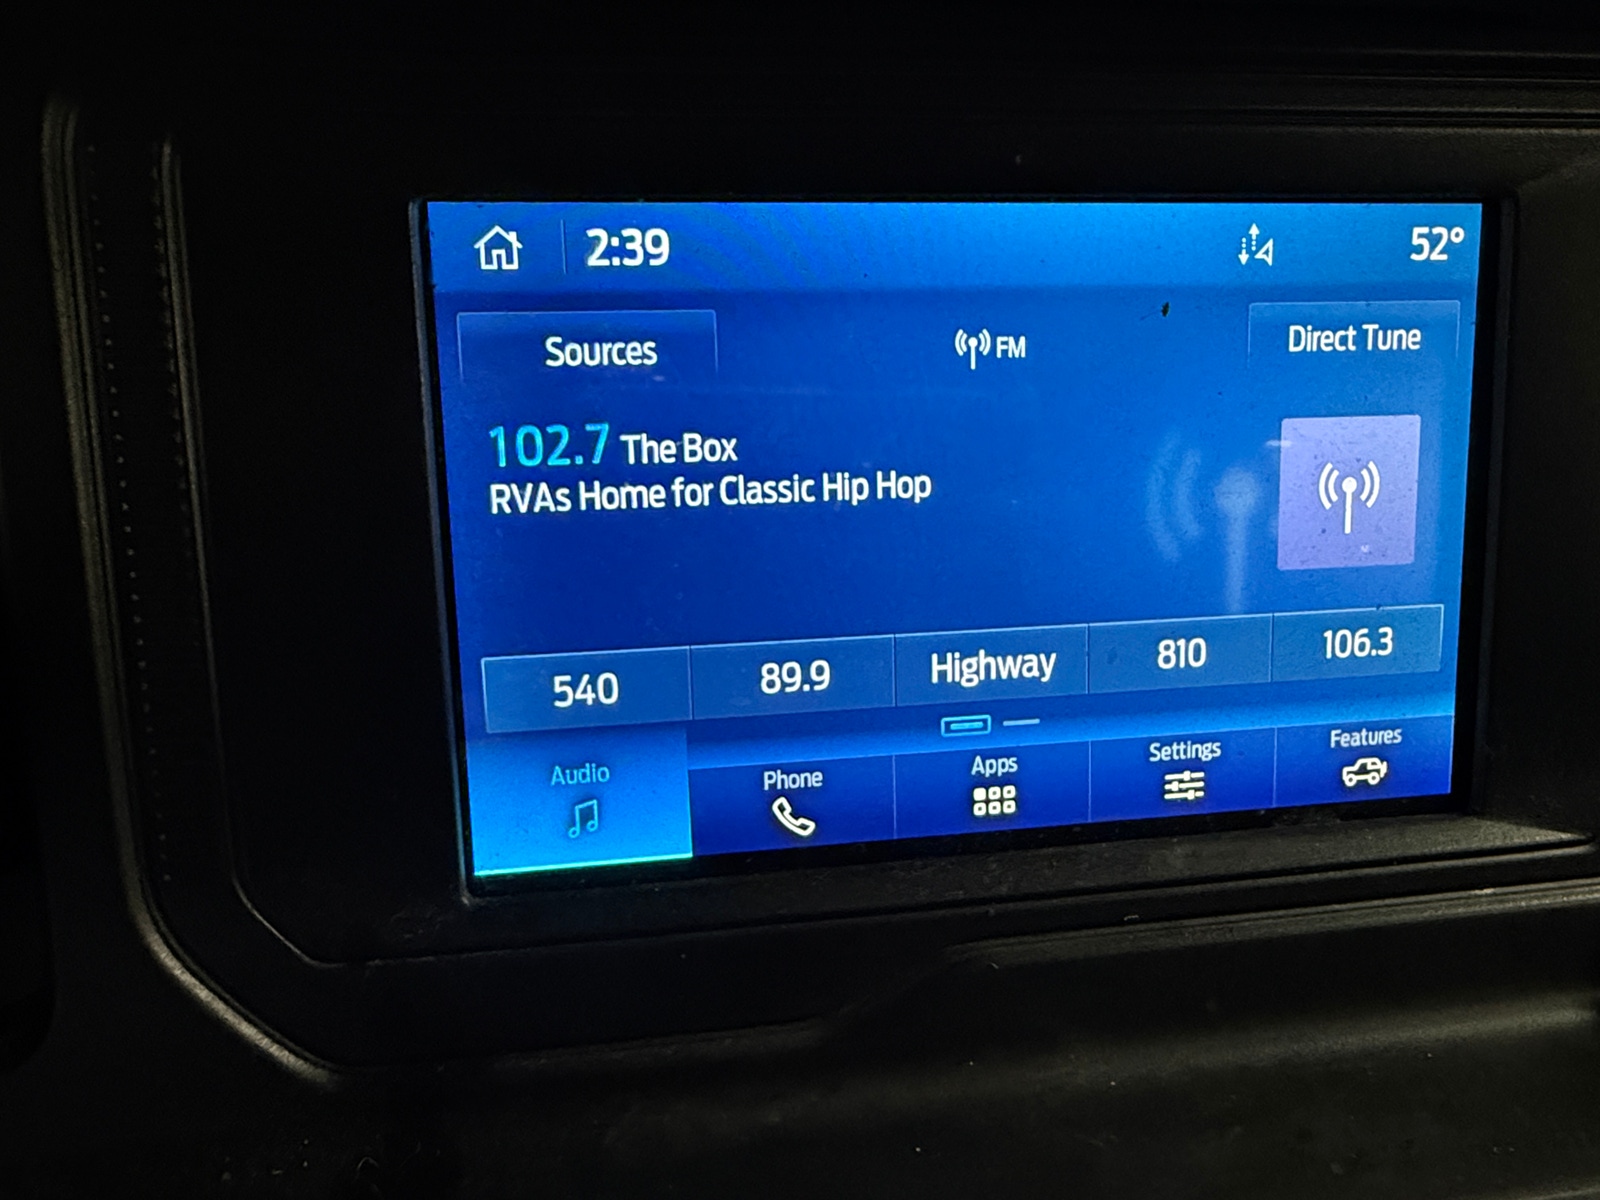 2:39
52°
Sources
FM
Direct Tune
102.7 The Box
RVAs Home for Classic Hip Hop
540
89.9
Highway
810
106.3
Audio
Phone
Apps
Settings
Features